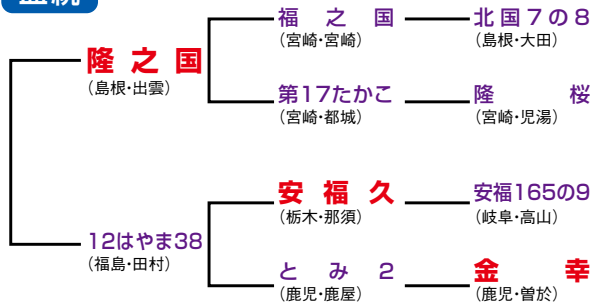 福之国
(宮崎・宮崎)
北国7の8
(島根・大田)
隆之国
(島根・出雲)
第17たかこ
(宮崎・都城)
隆桜
(宮崎・児湯)
安福久
(栃木・那須)
安福165の9
(岐阜・高山)
12はやま38
(福島・田村)
とみ2
(鹿児・鹿屋)
金幸
(鹿児・曽於)